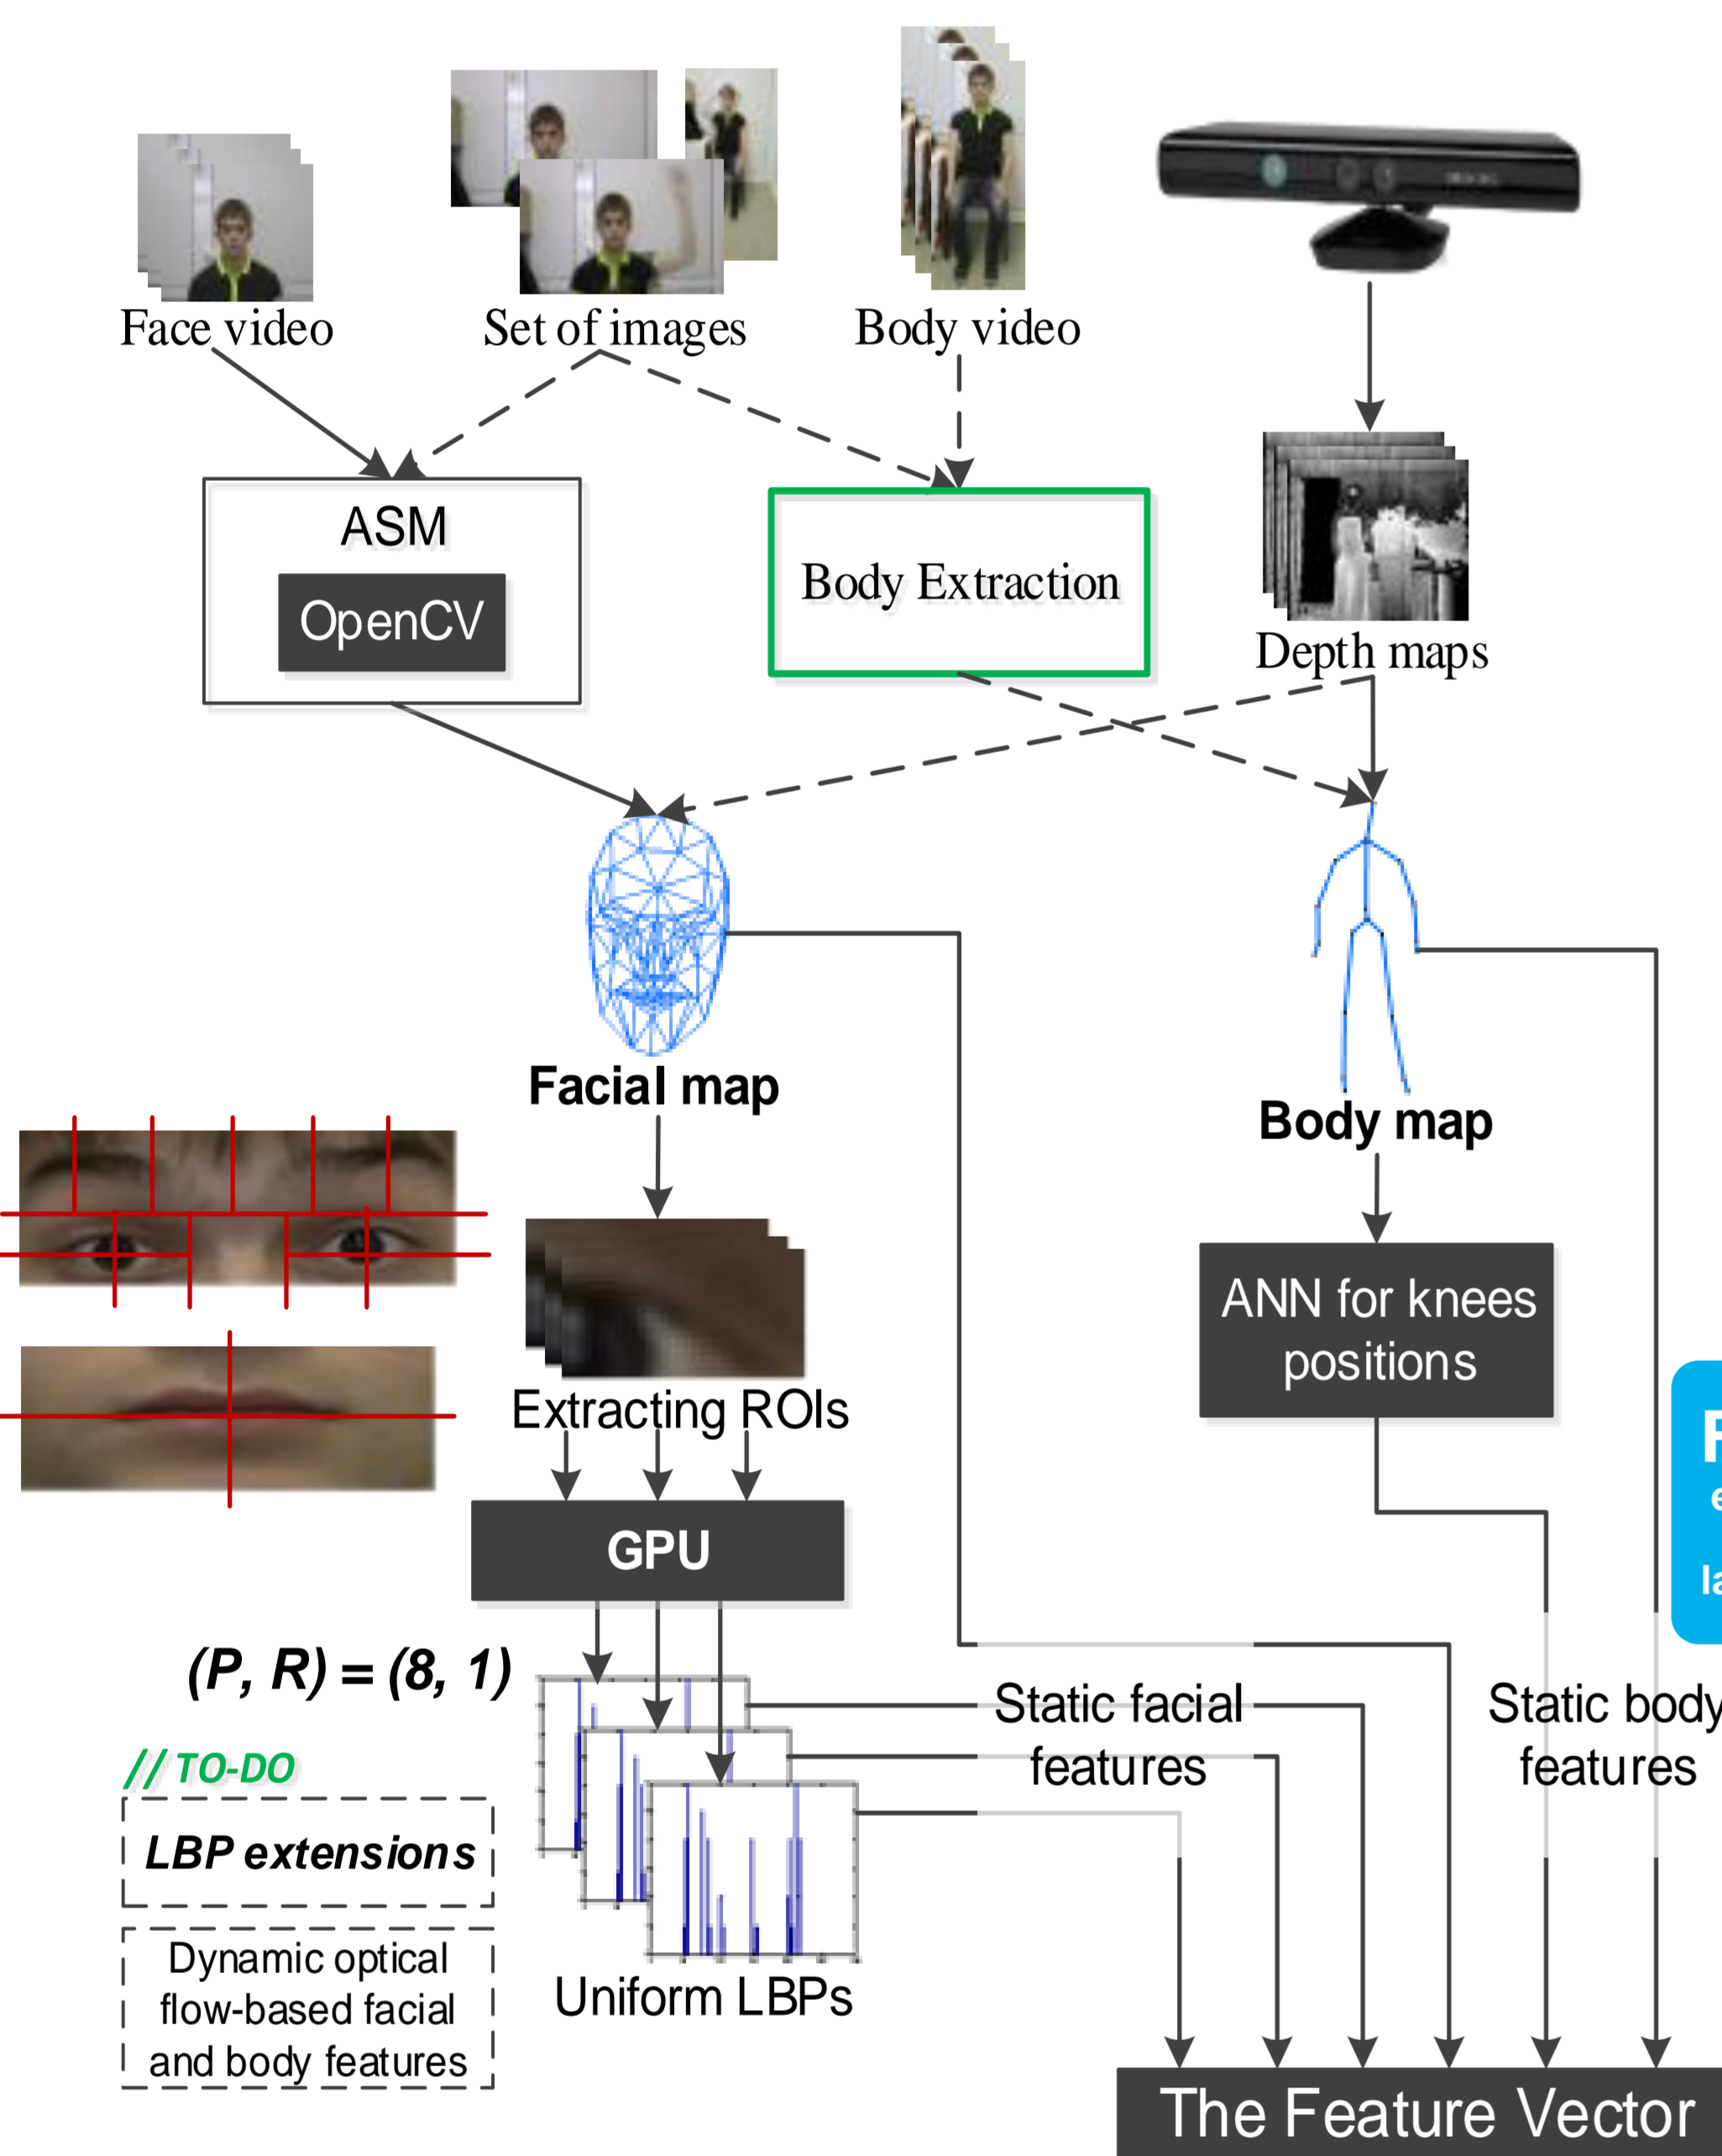 Face video
Set of images
Body video
ASM
OpenCV
Body Extraction
Depth maps
Facial map
Body map
ANN for knees
positions
Extracting ROIs
GPU
(P, R) = (8, 1)
Static facial
features
Static body
features
// TO-DO
LBP extensions
Dynamic optical
flow-based facial
and body features
Uniform LBPs
The Feature Vector